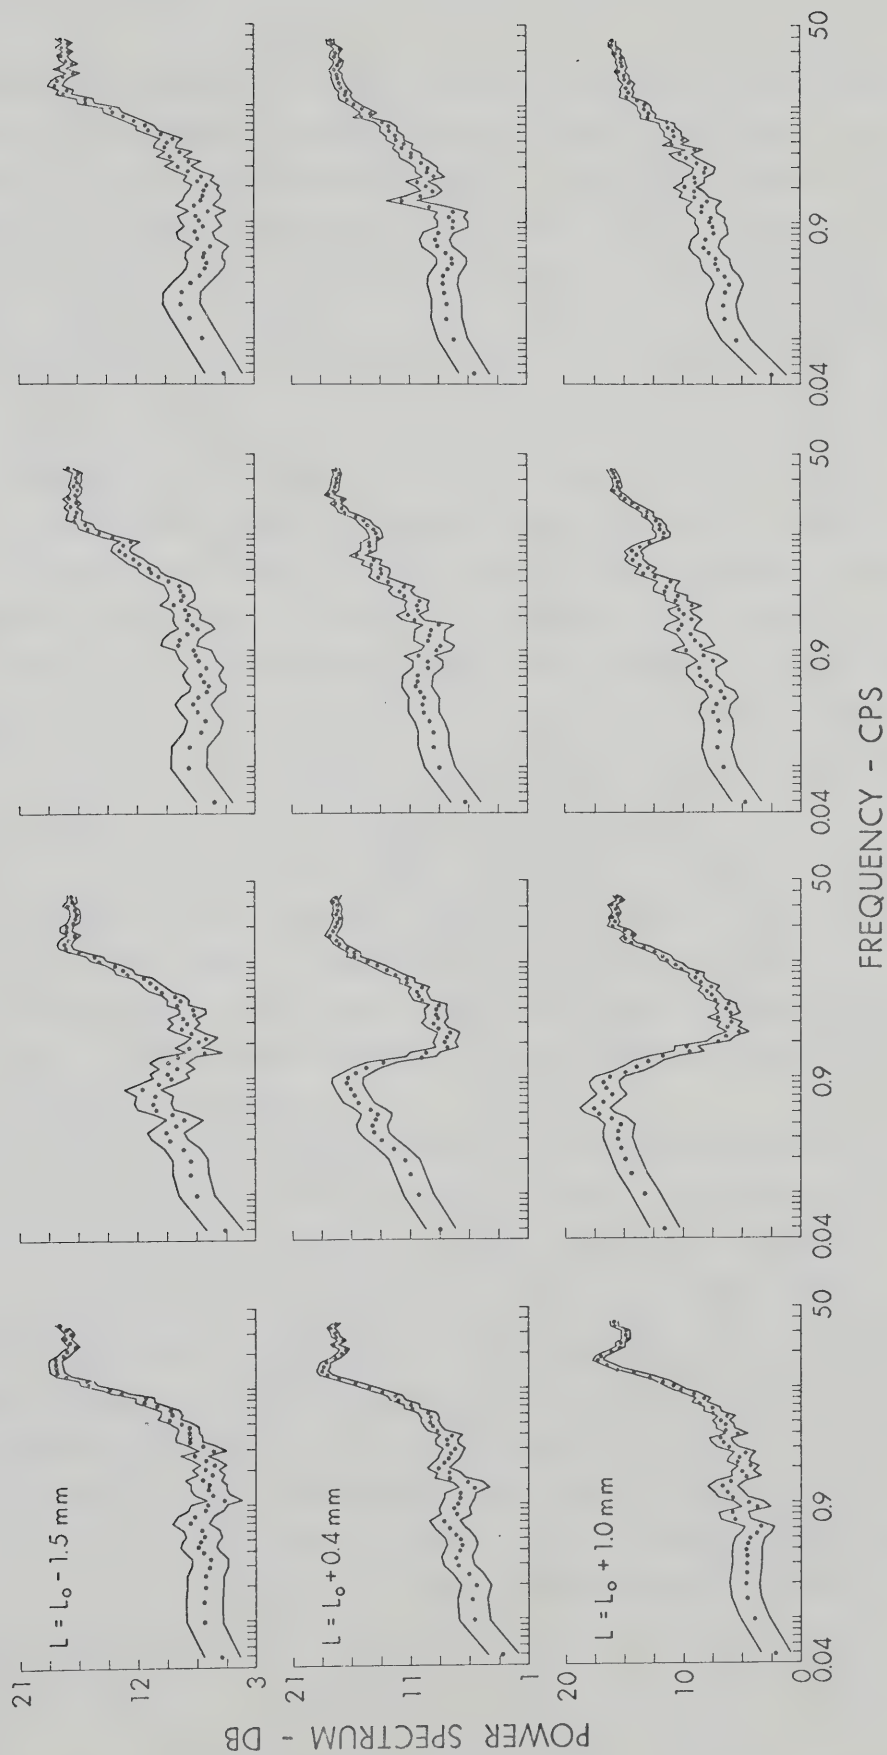 POWER SPECTRUM - DB
21
12
3
L = L₀ - 1.5 mm
21
11
1
L = L₀ + 0.4 mm
20
10
0
L = L₀ + 1.0 mm
0.04 0.9 50
0.04 0.9 50
0.04 0.9 50
0.04 0.9 50
FREQUENCY - CPS